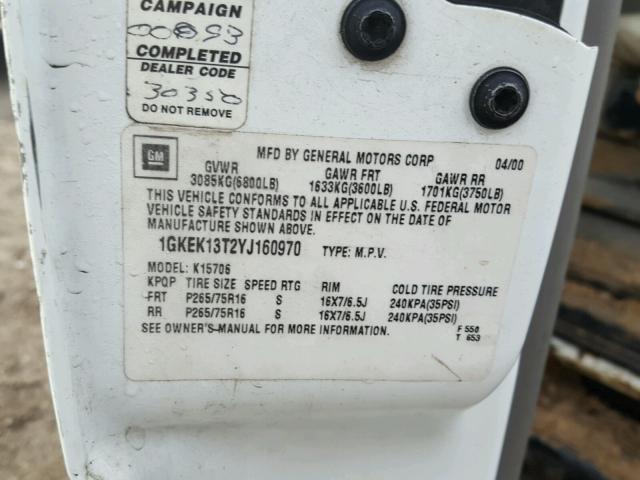 CAMPAIGN
00093
COMPLETED
DEALER CODE
30350
DO NOT REMOVE
GM
MFD BY GENERAL MOTORS CORP 04/00
GVWR GAWR FRT GAWR RR
3085KG(6800LB) 1633KG(3600LB) 1701KG(3750LB)
THIS VEHICLE CONFORMS TO ALL APPLICABLE U.S. FEDERAL MOTOR
VEHICLE SAFETY STANDARDS IN EFFECT ON THE DATE OF
MANUFACTURE SHOWN ABOVE.
1GKEK13T2YJ160970 TYPE: M.P.V.
MODEL: K15706
KPQP TIRE SIZE SPEED RTG RIM COLD TIRE PRESSURE
FRT P265/75R16 S 16X7/6.5J 240KPA(35PSI)
RR P265/75R16 S 16X7/6.5J 240KPA(35PSI)
SEE OWNER'S MANUAL FOR MORE INFORMATION.
F 550
T 653